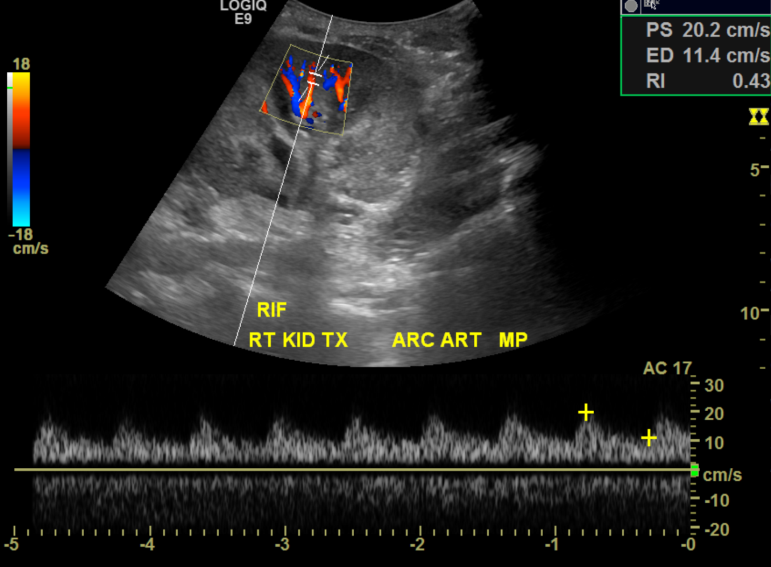 LOGIQ
E9
PS 20.2 cm/s
ED 11.4 cm/s
RI 0.43
18
-18
cm/s
5
10
RIF
RT KID TX ARC ART MP
AC 17
30
20
10
cm/s
-10
-20
-5 -4 -3 -2 -1 -0